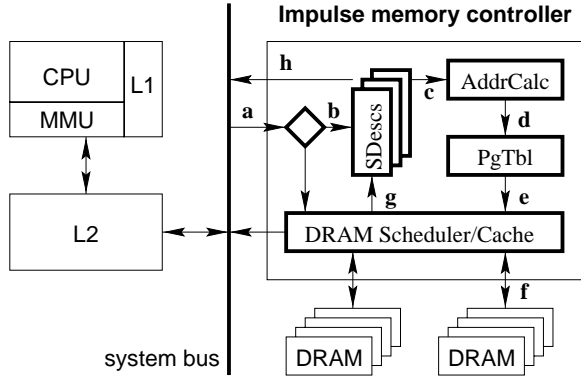 Impulse memory controller
CPU
L1
MMU
L2
system bus
h
a
b
c
AddrCalc
SDescs
d
PgTbl
g
e
DRAM Scheduler/Cache
f
DRAM
DRAM